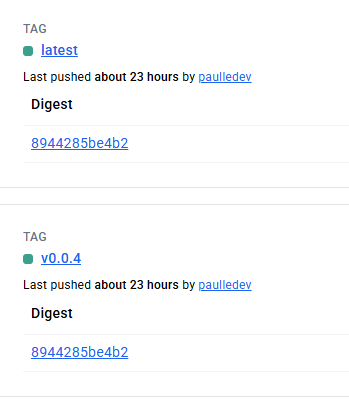 TAG
latest
Last pushed about 23 hours by paulledev
Digest
8944285be4b2
TAG
v0.0.4
Last pushed about 23 hours by paulledev
Digest
8944285be4b2